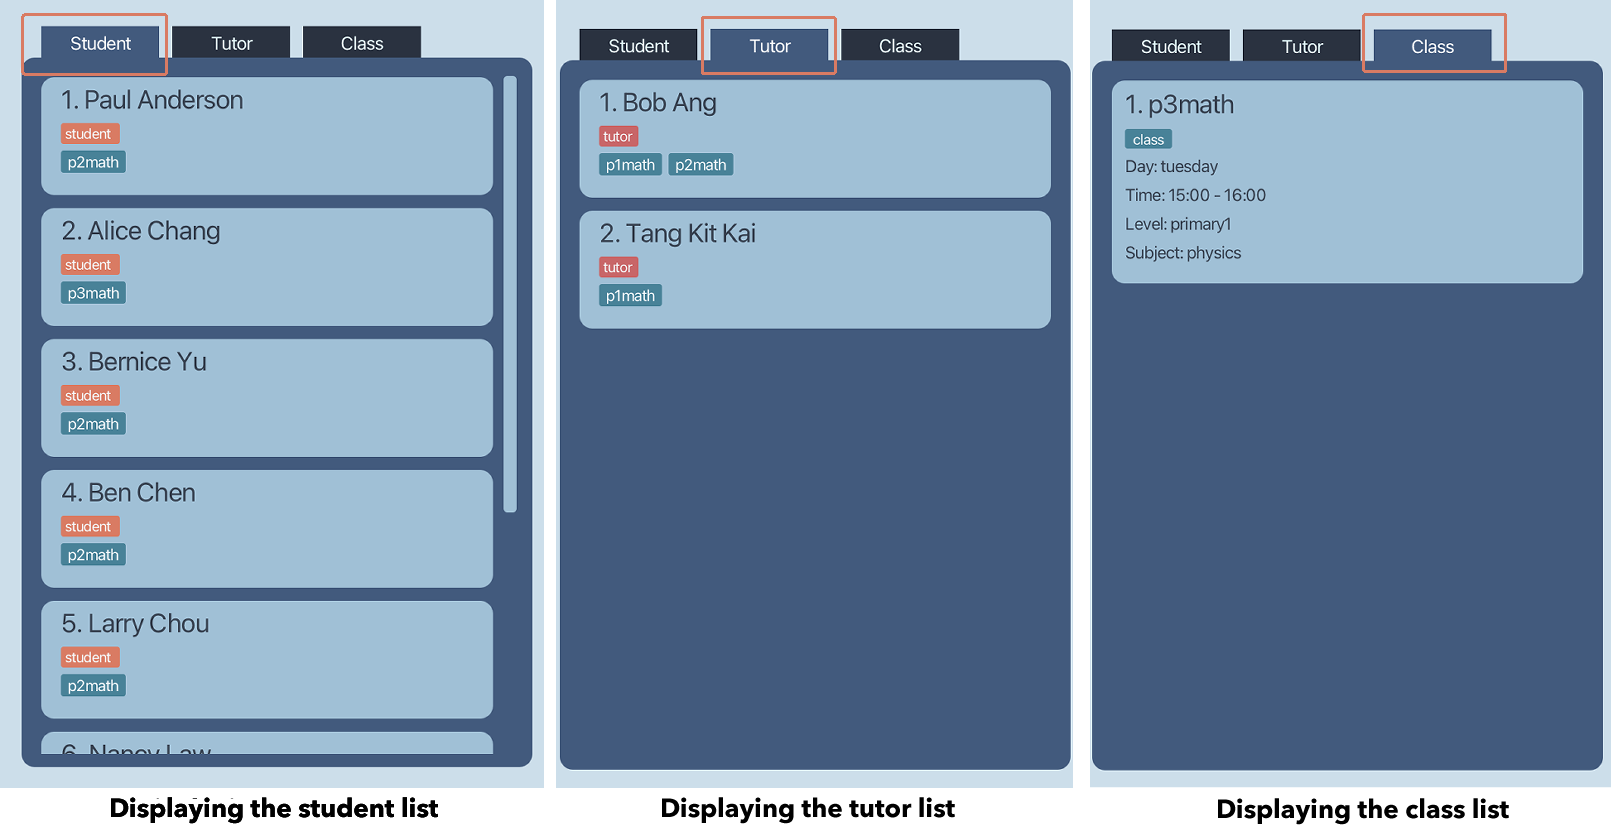 Student Tutor Class
1. Paul Anderson
student
p2math
2. Alice Chang
student
p3math
3. Bernice Yu
student
p2math
4. Ben Chen
student
p2math
5. Larry Chou
student
p2math
6. Nancy Law
Displaying the student list
Student Tutor Class
1. Bob Ang
tutor
p1math p2math
2. Tang Kit Kai
tutor
p1math
Displaying the tutor list
Student Tutor Class
1. p3math
class
Day: tuesday
Time: 15:00 - 16:00
Level: primary1
Subject: physics
Displaying the class list